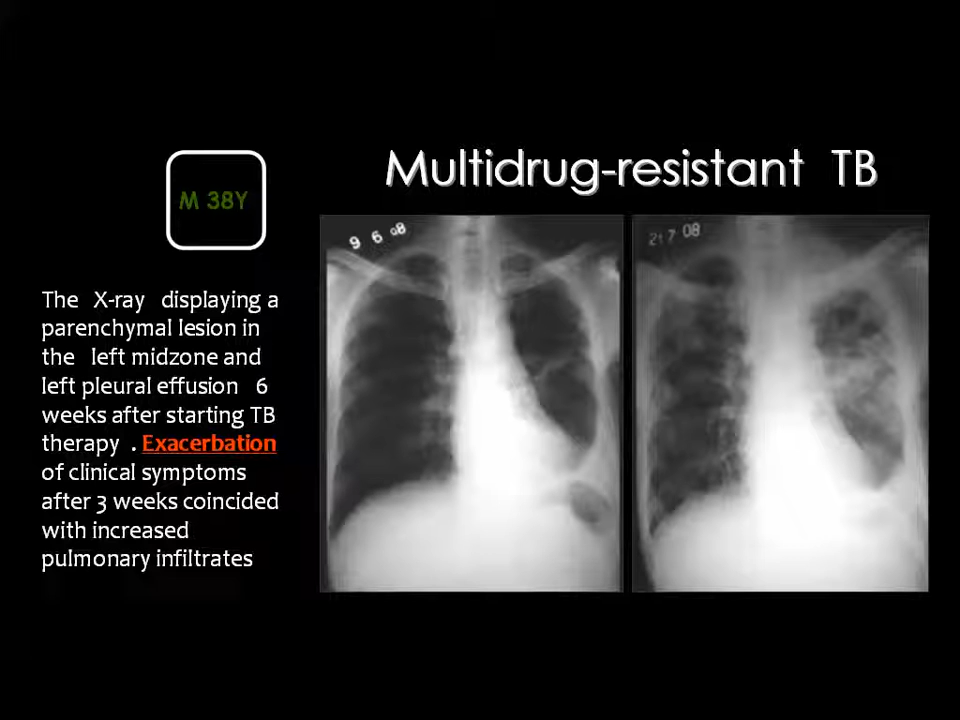 Multidrug-resistant TB
M 38Y
The X-ray displaying a
parenchymal lesion in
the left midzone and
left pleural effusion 6
weeks after starting TB
therapy . Exacerbation
of clinical symptoms
after 3 weeks coincided
with increased
pulmonary infiltrates
9 6 08
21 7 08